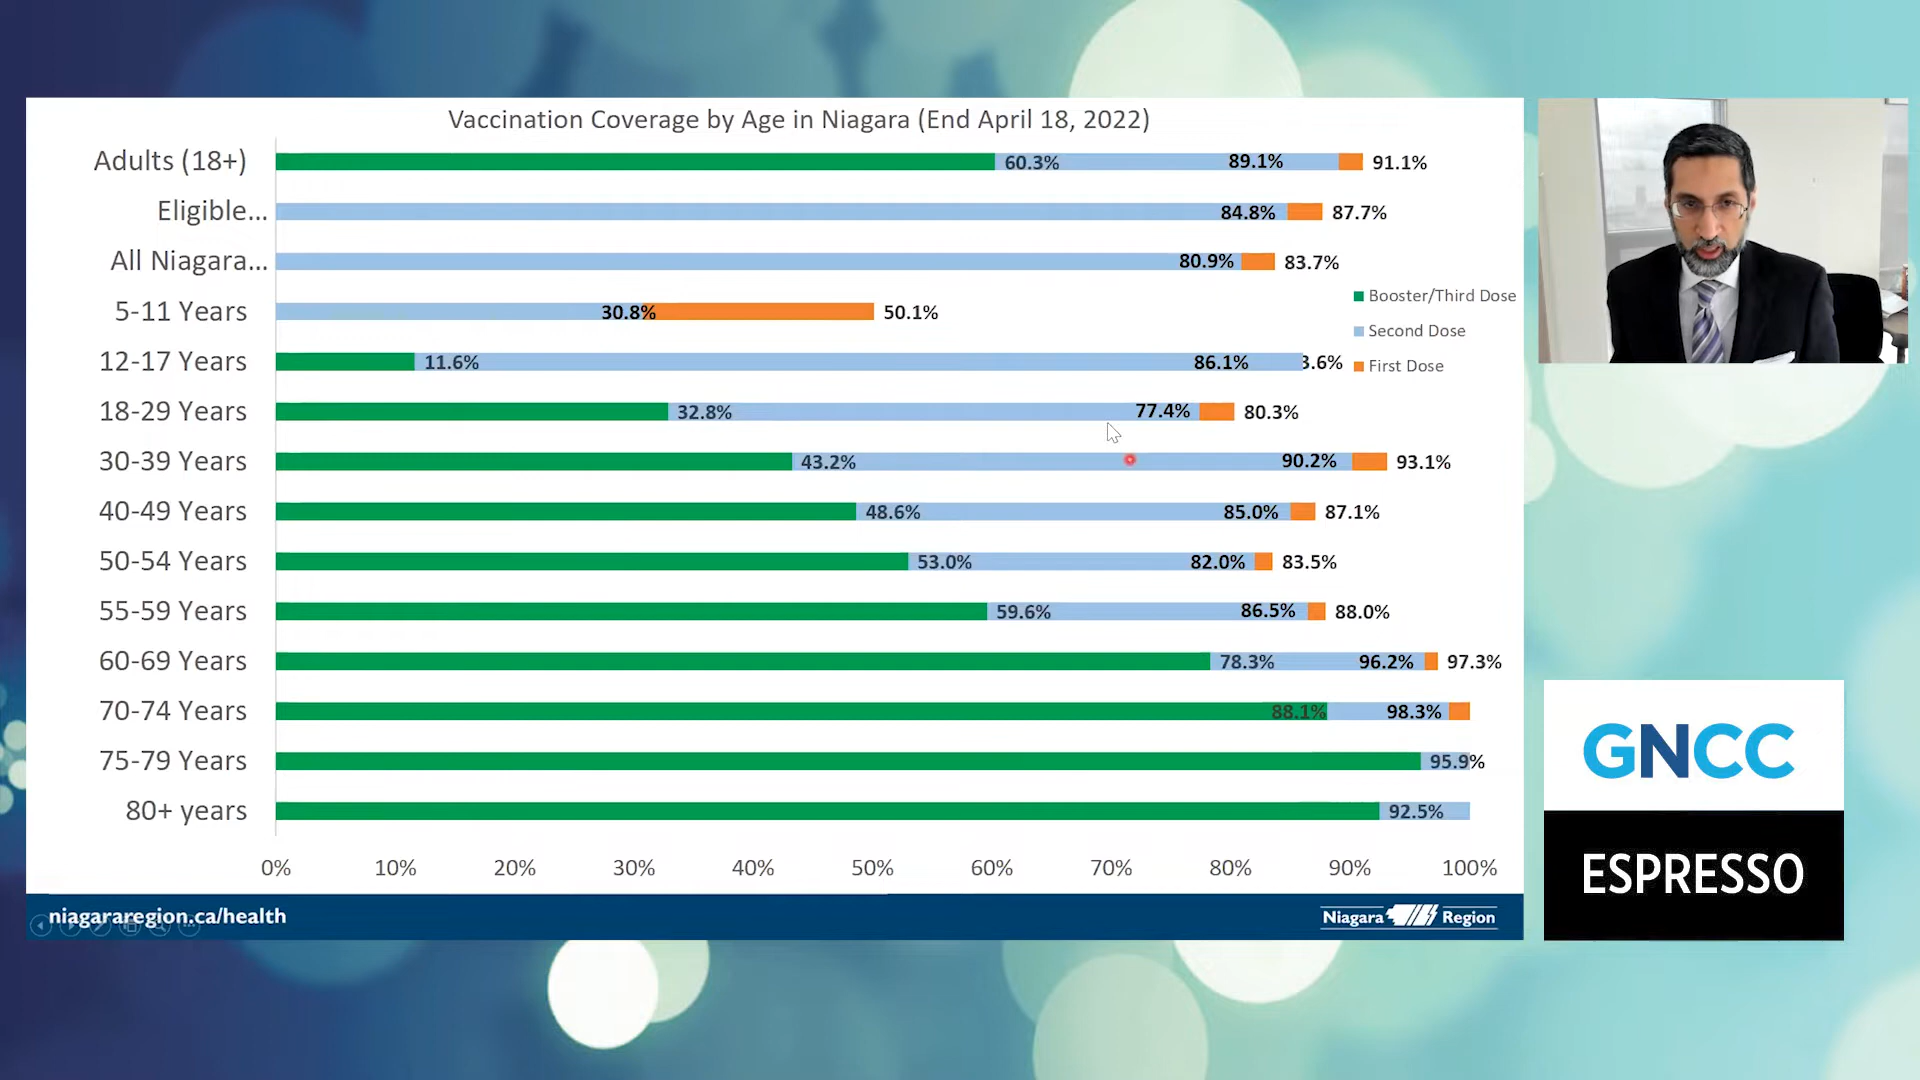 Vaccination Coverage by Age in Niagara (End April 18, 2022)
Adults (18+) 60.3% 89.1% 91.1%
Eligible... 84.8% 87.7%
All Niagara... 80.9% 83.7%
5-11 Years 30.8% 50.1%
12-17 Years 11.6% 86.1% 3.6%
18-29 Years 32.8% 77.4% 80.3%
30-39 Years 43.2% 90.2% 93.1%
40-49 Years 48.6% 85.0% 87.1%
50-54 Years 53.0% 82.0% 83.5%
55-59 Years 59.6% 86.5% 88.0%
60-69 Years 78.3% 96.2% 97.3%
70-74 Years 88.1% 98.3%
75-79 Years 95.9%
80+ years 92.5%
0% 10% 20% 30% 40% 50% 60% 70% 80% 90% 100%
Booster/Third Dose
Second Dose
First Dose
niagararegion.ca/health
Niagara Region
GNCC
ESPRESSO